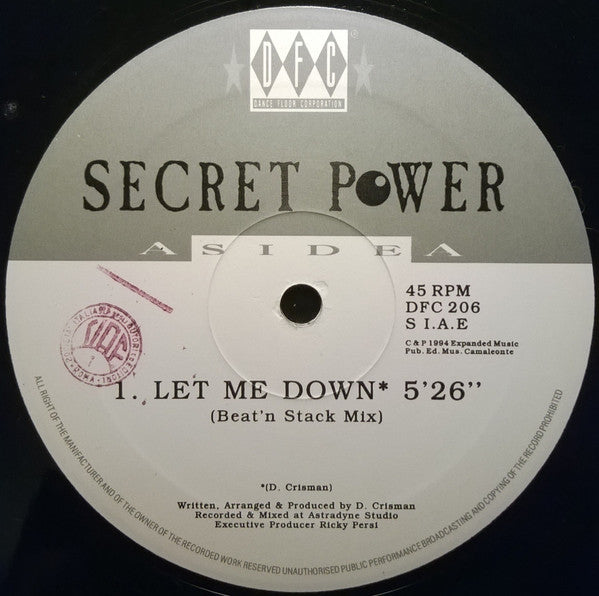 DFC
®
DANCE FLOOR CORPORATION
SECRET POWER
A SIDE A
45 RPM
DFC 206
S I.A.E
C & P 1994 Expanded Music
Pub. Ed. Mus. Camaleonte
1. LET ME DOWN* 5'26"
(Beat'n Stack Mix)
*(D. Crisman)
Written, Arranged & Produced by D. Crisman
Recorded & Mixed at Astradyne Studio
Executive Producer Ricky Persi
ALL RIGHT OF THE MANIFACTURER AND OF THE OWNER OF THE RECORDED WORK RESERVED UNAUTHORISED PUBLIC PERFORMANCE BROADCASTING AND COPYING OF THE RECORD PROHIBITED
ROMA